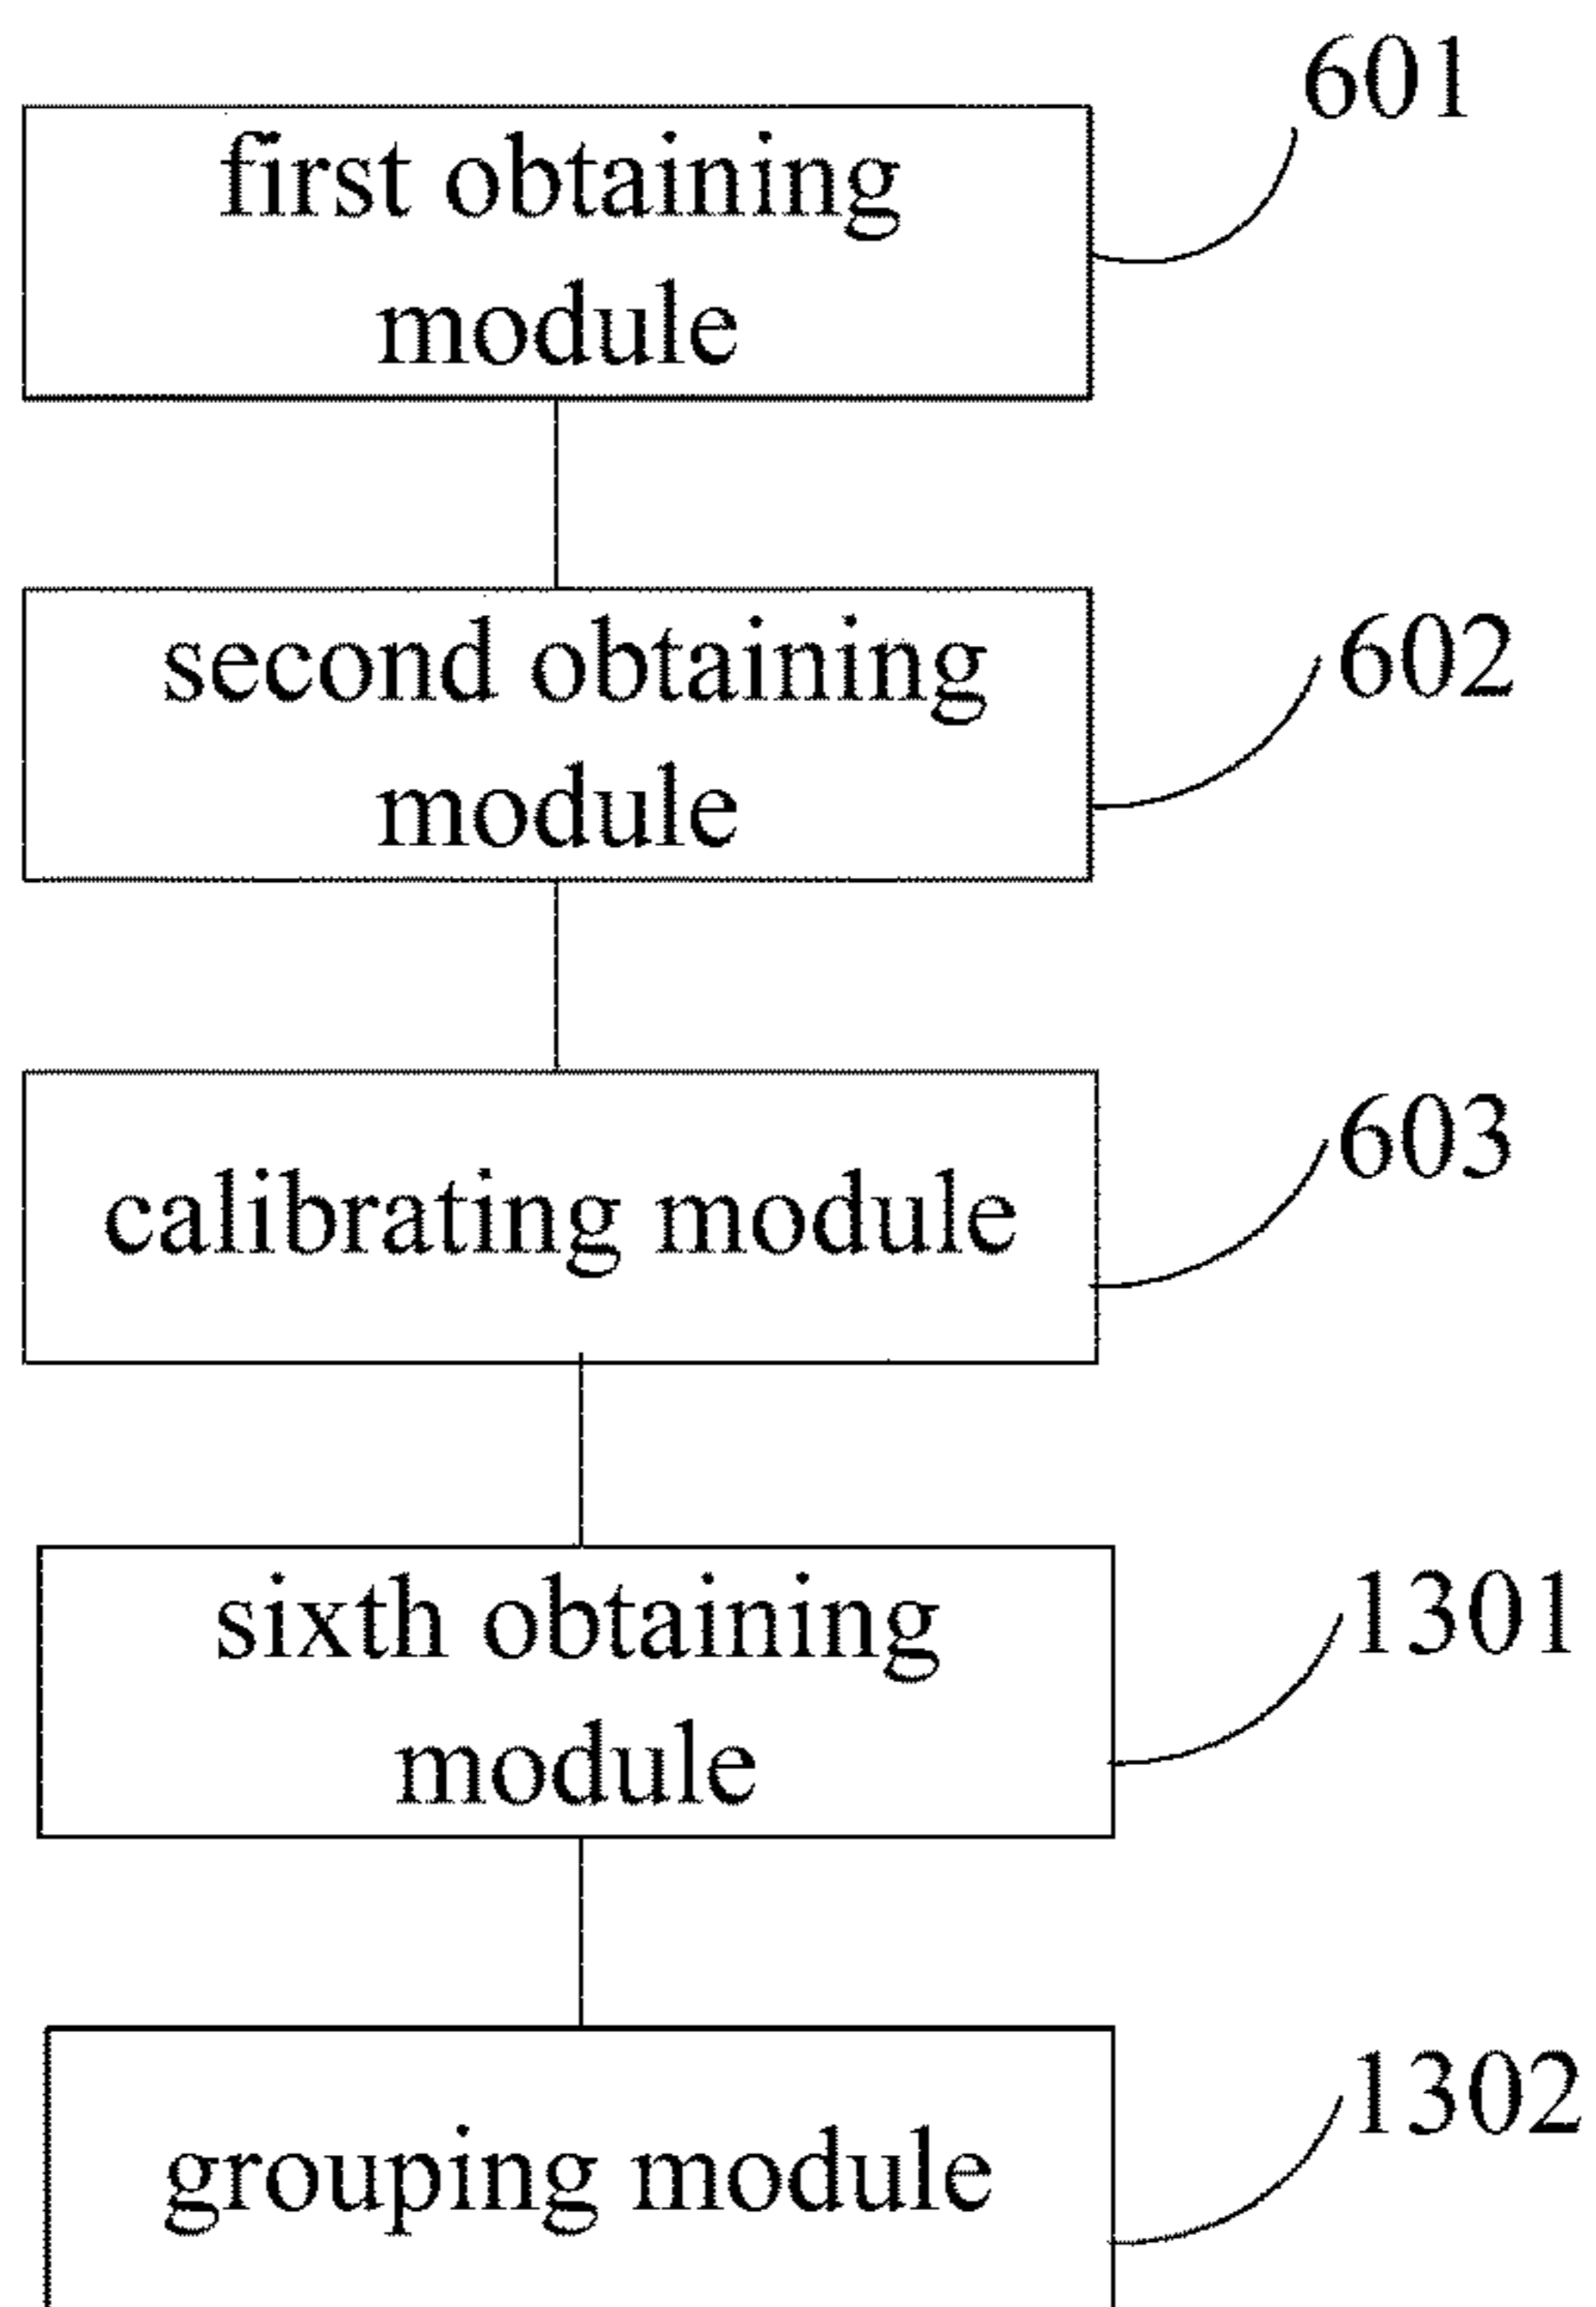 601
first obtaining
module
602
second obtaining
module
603
calibrating module
1301
sixth obtaining
module
1302
grouping module